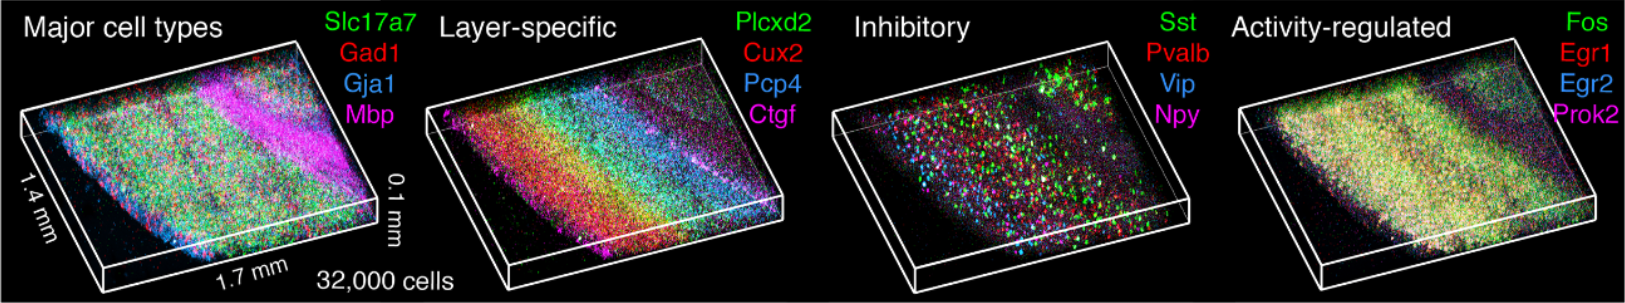 Major cell types
Slc17a7
Gad1
Gja1
Mbp
1.4 mm
1.7 mm
0.1 mm
32,000 cells
Layer-specific
Plcxd2
Cux2
Pcp4
Ctgf
Inhibitory
Sst
Pvalb
Vip
Npy
Activity-regulated
Fos
Egr1
Egr2
Prok2